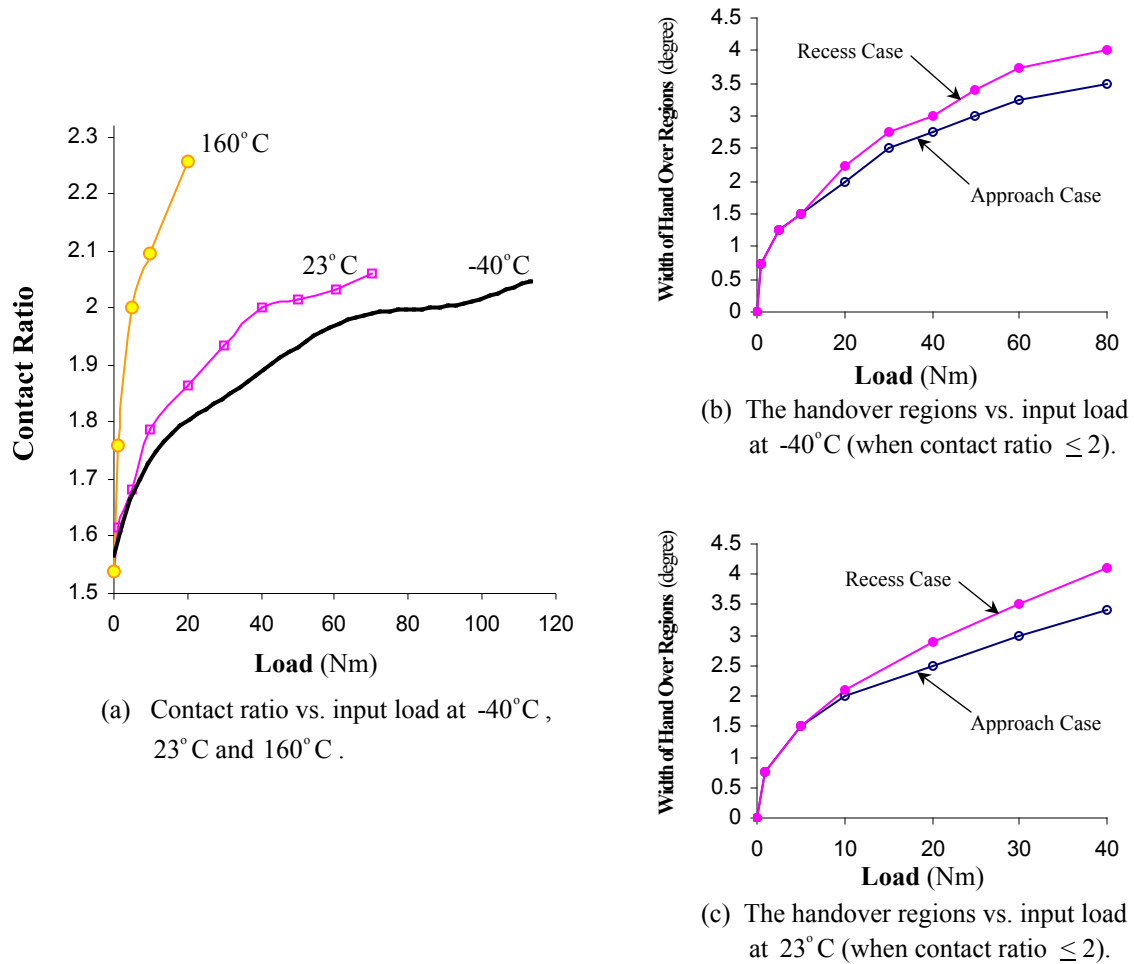 Contact Ratio
2.3
2.2
2.1
2
1.9
1.8
1.7
1.6
1.5
160°C
23°C
-40°C
0 20 40 60 80 100 120
Load (Nm)
(a) Contact ratio vs. input load at -40°C ,
23°C and 160°C .
Width of Hand Over Regions (degree)
4.5
4
3.5
3
2.5
2
1.5
1
0.5
0
Recess Case
Approach Case
0 20 40 60 80
Load (Nm)
(b) The handover regions vs. input load
at -40°C (when contact ratio ≤ 2).
Width of Hand Over Regions (degree)
4.5
4
3.5
3
2.5
2
1.5
1
0.5
0
Recess Case
Approach Case
0 10 20 30 40
Load (Nm)
(c) The handover regions vs. input load
at 23°C (when contact ratio ≤ 2).